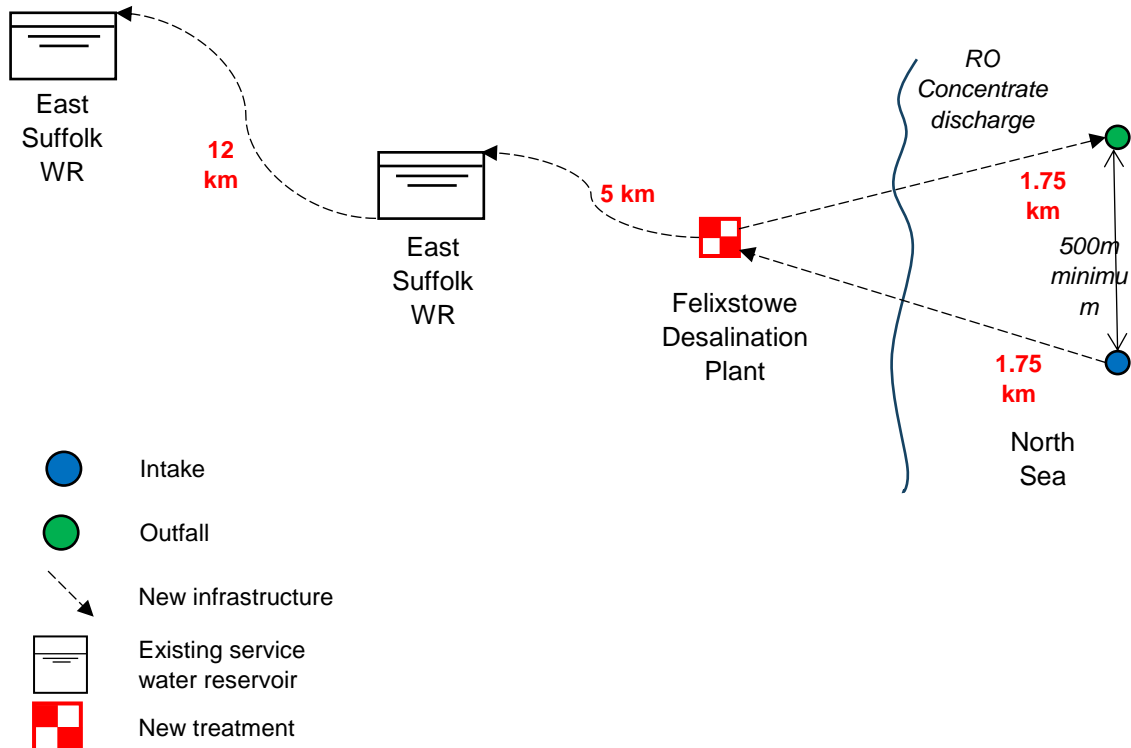 East
Suffolk
WR
12
km
East
Suffolk
WR
5 km
Felixstowe
Desalination
Plant
RO
Concentrate
discharge
1.75
km
500m
minimu
m
1.75
km
North
Sea
Intake
Outfall
New infrastructure
Existing service
water reservoir
New treatment